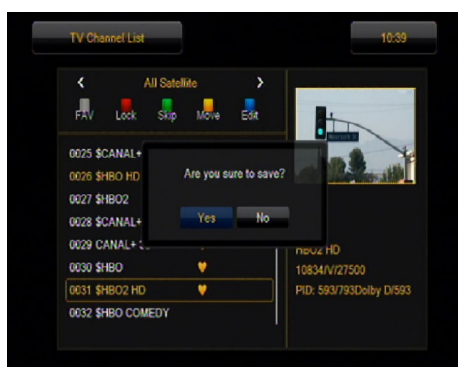 TV Channel List
10:39
All Satellite
FAV Lock Skip Move Edit
0025 $CANAL+
0026 $HBO HD
0027 $HBO2
0028 $CANAL+
0029 CANAL+
0030 $HBO
0031 $HBO2 HD
0032 $HBO COMEDY
Are you sure to save?
Yes No
HBO2 HD
10834/V/27500
PID: 593/793Dolby D/593